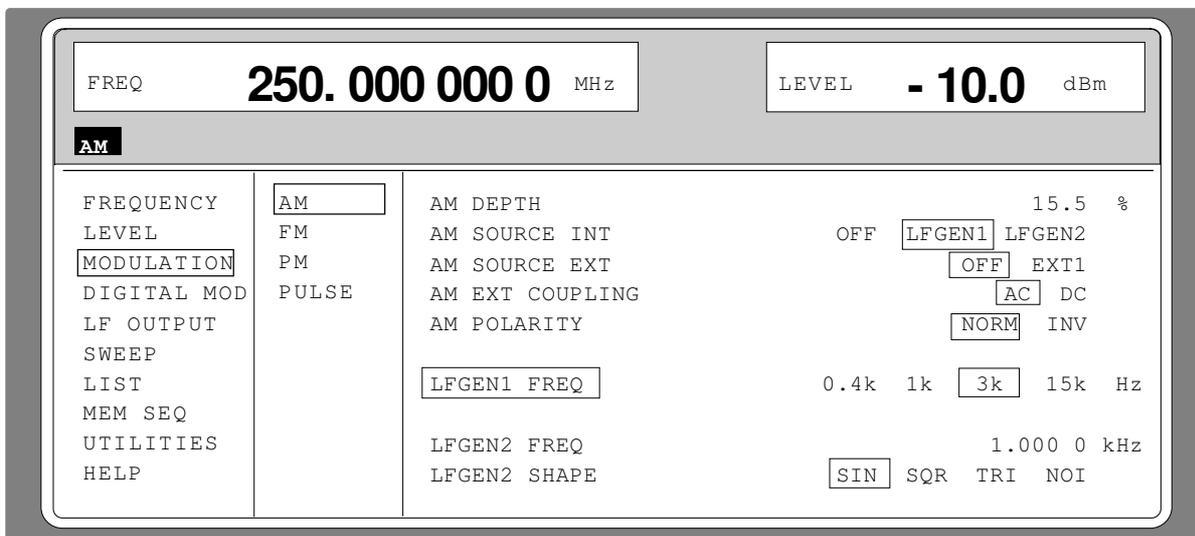 FREQ 250. 000 000 0 MHz LEVEL - 10.0 dBm
AM
FREQUENCY AM AM DEPTH 15.5 %
LEVEL FM AM SOURCE INT OFF LFGEN1 LFGEN2
MODULATION PM AM SOURCE EXT OFF EXT1
DIGITAL MOD PULSE AM EXT COUPLING AC DC
LF OUTPUT AM POLARITY NORM INV
SWEEP
LIST LFGEN1 FREQ 0.4k 1k 3k 15k Hz
MEM SEQ
UTILITIES LFGEN2 FREQ 1.000 0 kHz
HELP LFGEN2 SHAPE SIN SQR TRI NOI